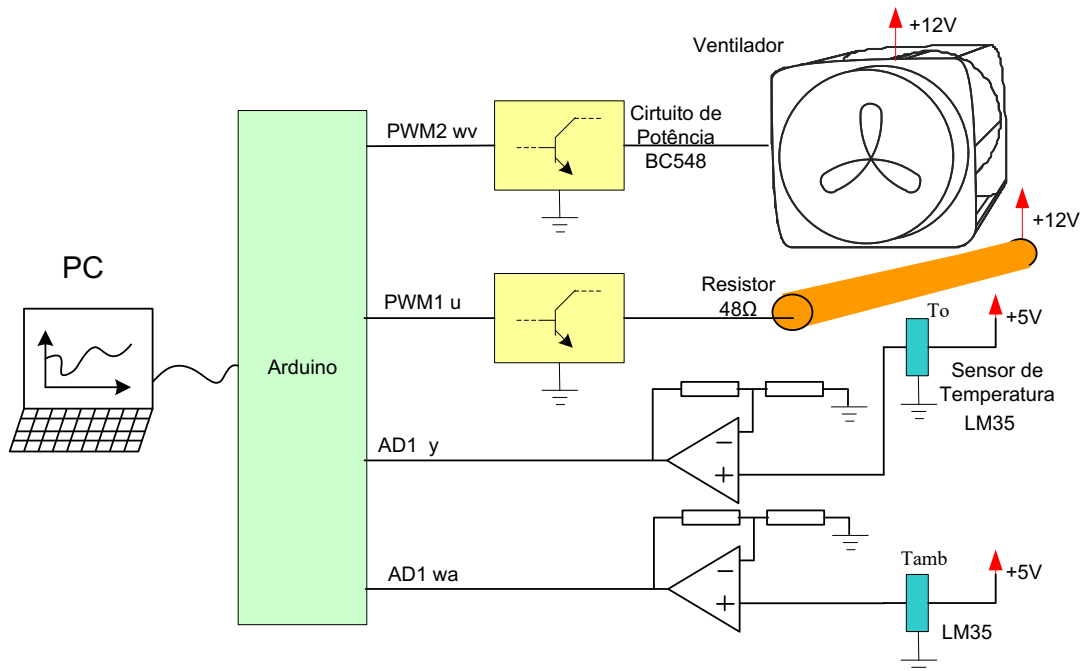 +12V
Ventilador
Cirtuito de
Potência
BC548
PWM2 wv
+12V
PC
Resistor
48Ω
PWM1 u
To
+5V
Arduino
Sensor de
Temperatura
LM35
AD1 y
Tamb
+5V
AD1 wa
LM35